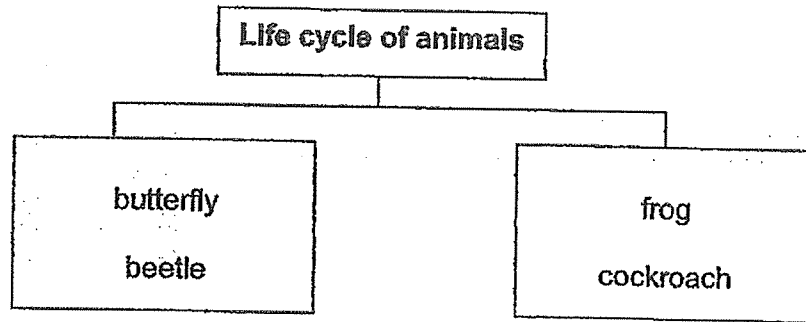 Life cycle of animals
butterfly
beetle
frog
cockroach